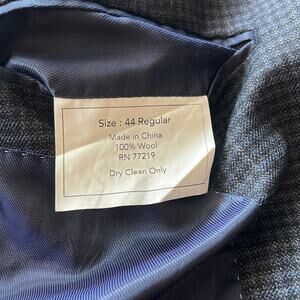 Size : 44 Regular
Made in China
100% Wool
RN 77219
Dry Clean Only